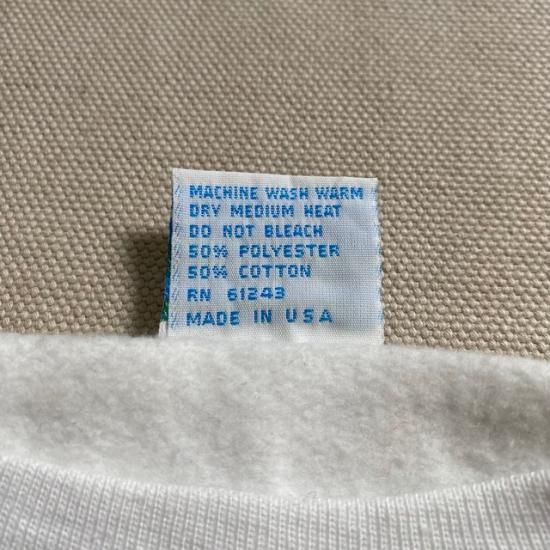 MACHINE WASH WARM
DRY MEDIUM HEAT
DO NOT BLEACH
50% POLYESTER
50% COTTON
RN 61243
MADE IN USA